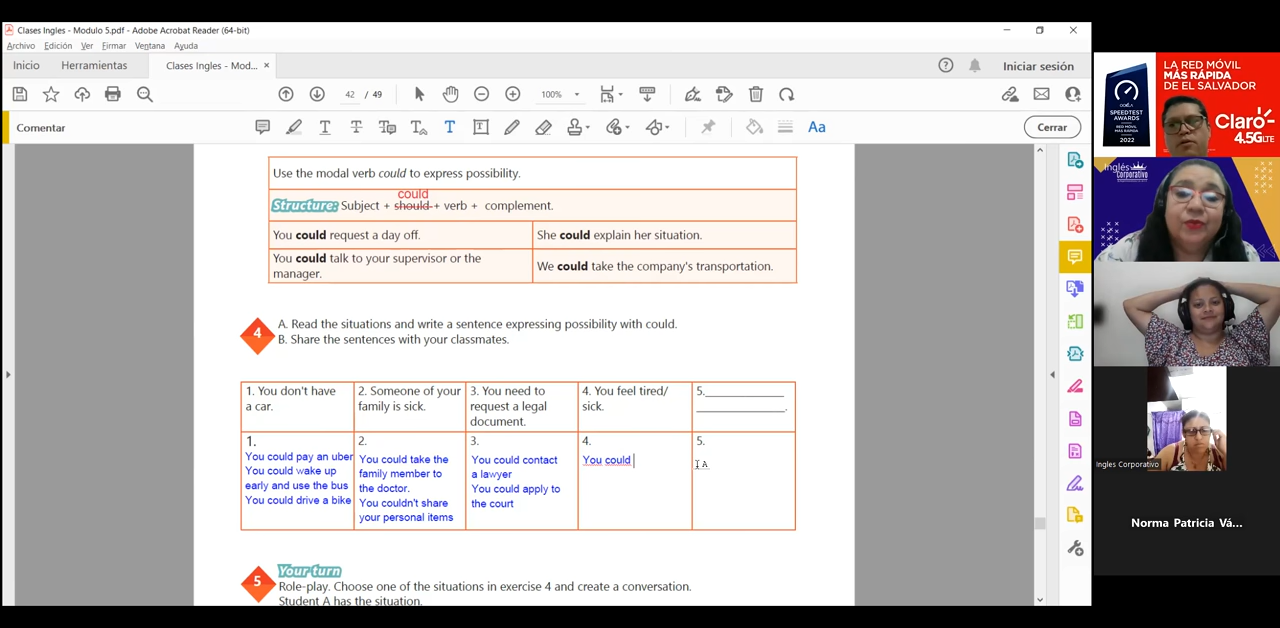 Clases Ingles - Modulo 5.pdf - Adobe Acrobat Reader (64-bit)
Archivo Edición Ver Firmar Ventana Ayuda
Inicio Herramientas Clases Ingles - Mod... × Iniciar sesión
42 / 49 100%
Comentar Aa Cerrar
Use the modal verb could to express possibility.
could
Structure: Subject + should + verb + complement.
You could request a day off. She could explain her situation.
You could talk to your supervisor or the manager. We could take the company's transportation.
4
A. Read the situations and write a sentence expressing possibility with could.
B. Share the sentences with your classmates.
1. You don't have
a car.
2. Someone of your
family is sick.
3. You need to
request a legal
document.
4. You feel tired/
sick.
5.______________
________________.
1.
You could pay an uber
You could wake up
early and use the bus
You could drive a bike
2.
You could take the
family member to
the doctor.
You couldn't share
your personal items
3.
You could contact
a lawyer
You could apply to
the court
4.
You could
5.
5
Your turn
Role-play. Choose one of the situations in exercise 4 and create a conversation.
Student A has the situation.
LA RED MÓVIL
MÁS RÁPIDA
DE EL SALVADOR
SPEEDTEST
AWARDS
2022
Claro
4.5G LTE
Inglés
Corporativo
Ingles Corporativo
Norma Patricia Vá...